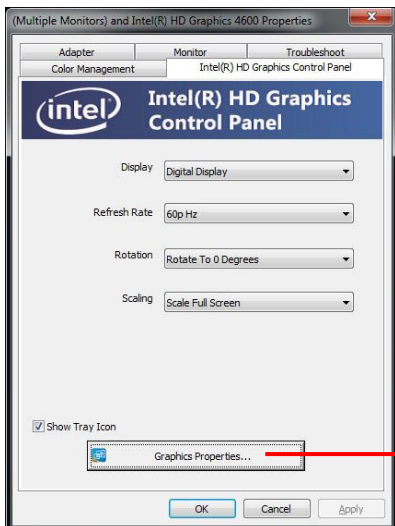 (Multiple Monitors) and Intel(R) HD Graphics 4600 Properties
Adapter
Monitor
Troubleshoot
Color Management
Intel(R) HD Graphics Control Panel
intel
Intel(R) HD Graphics
Control Panel
Display
Digital Display
Refresh Rate
60p Hz
Rotation
Rotate To 0 Degrees
Scaling
Scale Full Screen
Show Tray Icon
Graphics Properties...
OK
Cancel
Apply